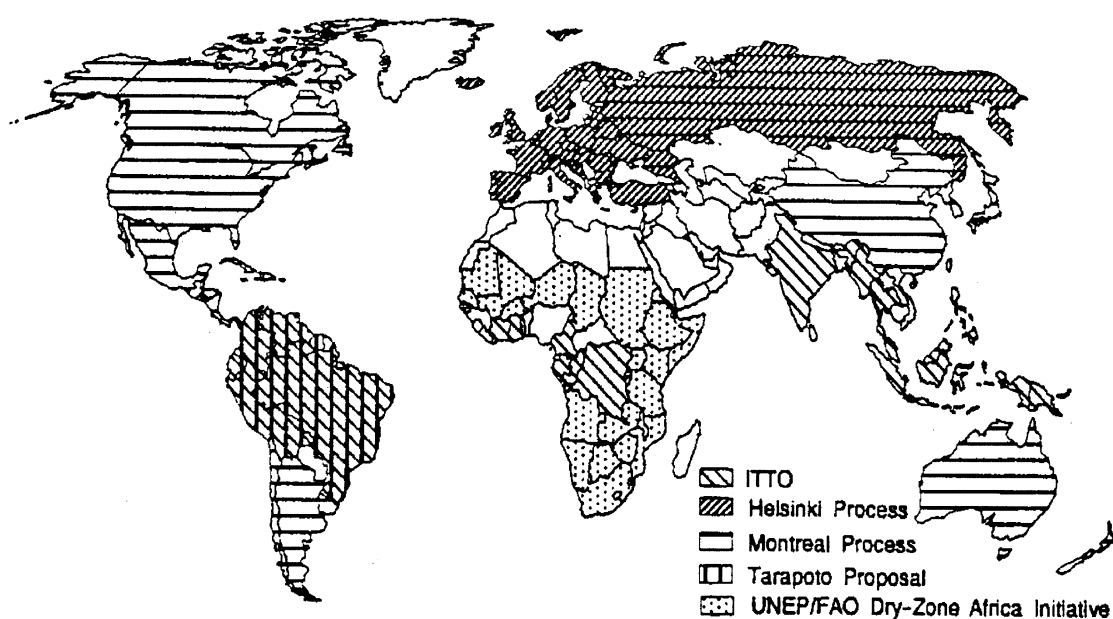 ITTO
Helsinki Process
Montreal Process
Tarapoto Proposal
UNEP/FAO Dry-Zone Africa Initiative